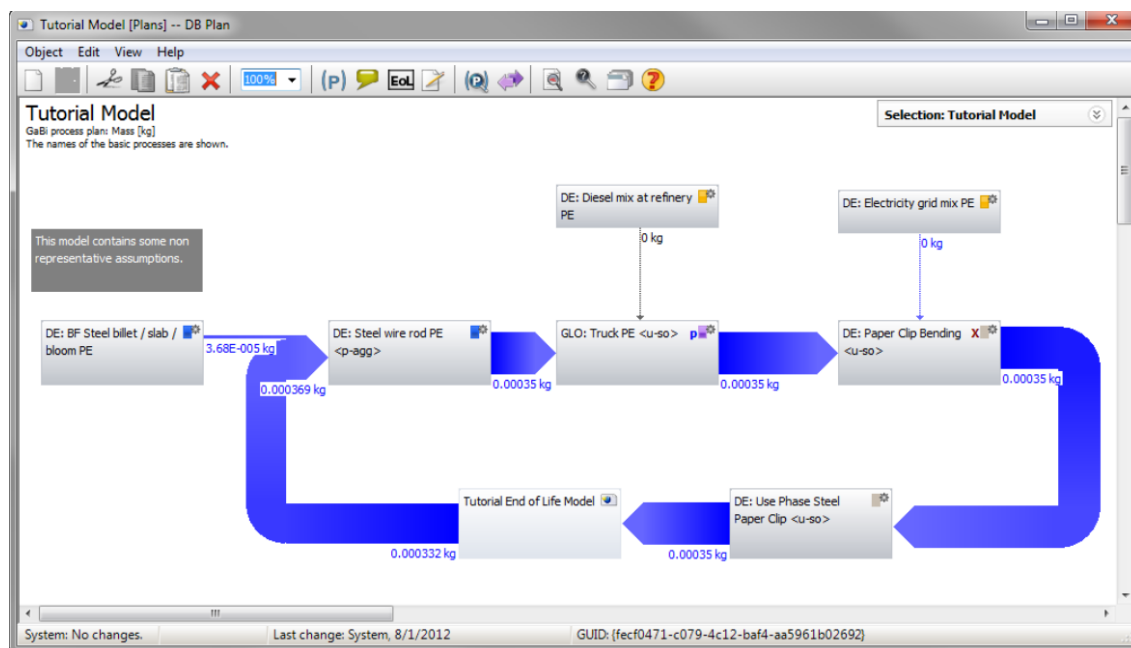 Tutorial Model [Plans] -- DB Plan
Object Edit View Help
100% (P) EoL (P)
Tutorial Model
GaBi process plan: Mass [kg]
The names of the basic processes are shown.
Selection: Tutorial Model
DE: Diesel mix at refinery
PE
DE: Electricity grid mix PE
0 kg
0 kg
This model contains some non
representative assumptions.
DE: BF Steel billet / slab /
bloom PE
3.68E-005 kg
0.000369 kg
DE: Steel wire rod PE
<p-agg>
0.00035 kg
GLO: Truck PE <u-so> p
0.00035 kg
DE: Paper Clip Bending X
<u-so>
0.00035 kg
Tutorial End of Life Model
0.000332 kg
DE: Use Phase Steel
Paper Clip <u-so>
0.00035 kg
System: No changes.
Last change: System, 8/1/2012
GUID: {fecf0471-c079-4c12-baf4-aa5961b02692}